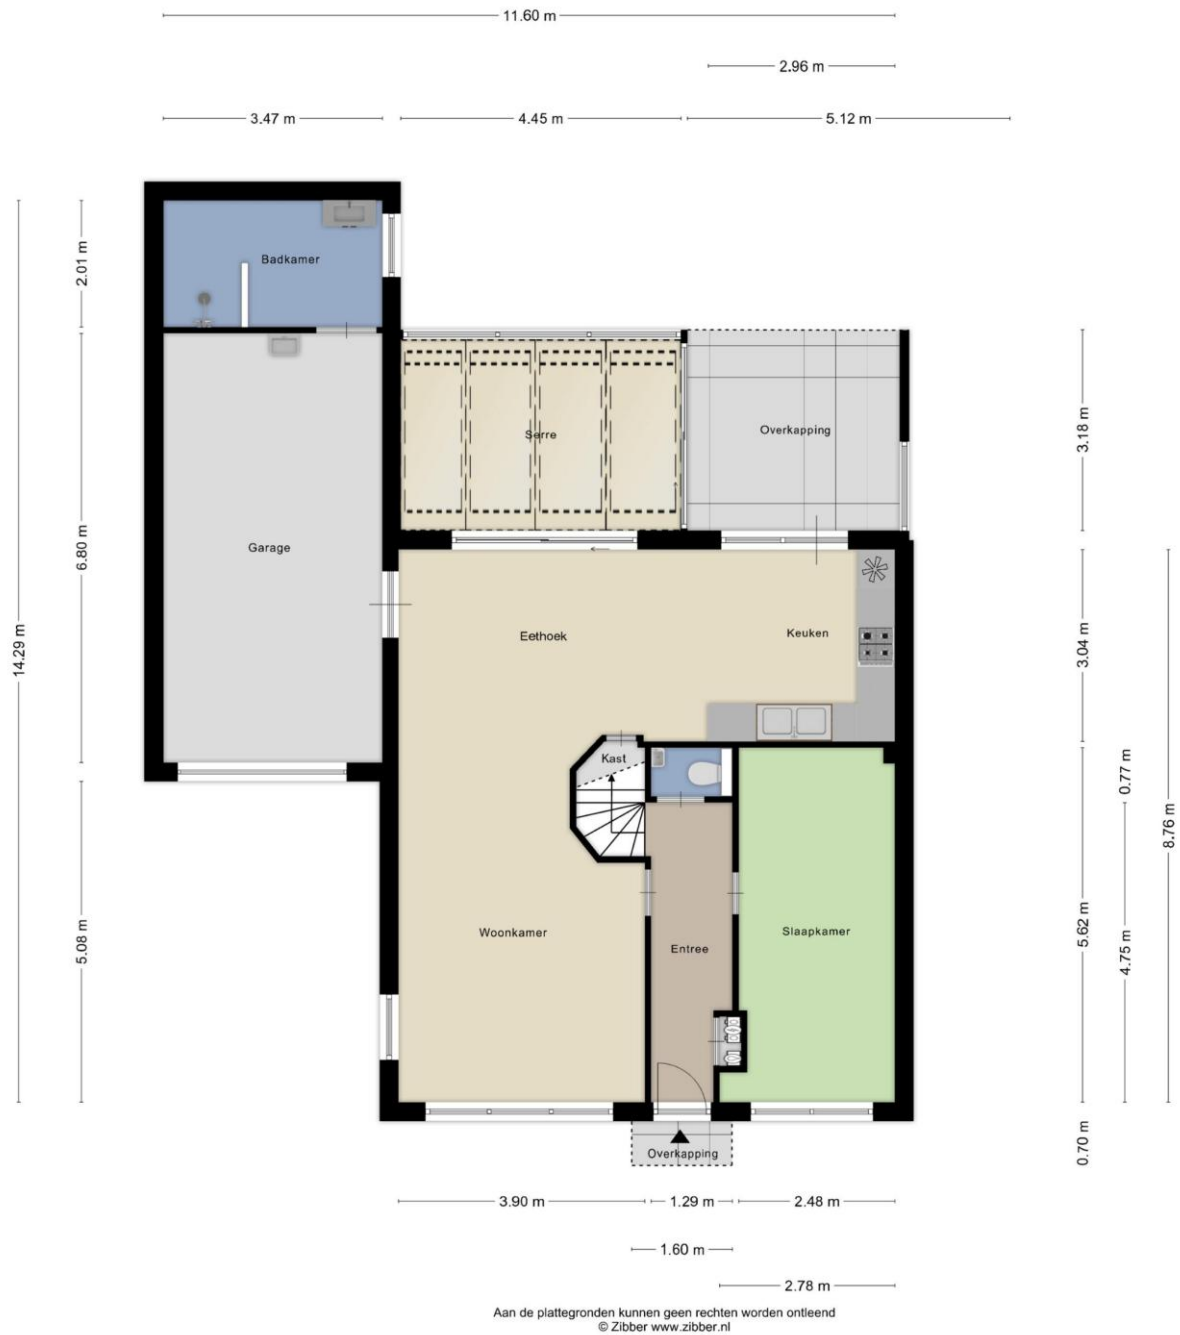 11.60 m
2.96 m
3.47 m
4.45 m
5.12 m
2.01 m
Badkamer
3.18 m
Serre
Overkapping
Garage
6.80 m
14.29 m
Eethoek
Keuken
3.04 m
Kast
0.77 m
8.76 m
5.08 m
Woonkamer
Entree
Slaapkamer
5.62 m
4.75 m
Overkapping
0.70 m
3.90 m
1.29 m
2.48 m
1.60 m
2.78 m
Aan de plattegronden kunnen geen rechten worden ontleend
© Zibber www.zibber.nl